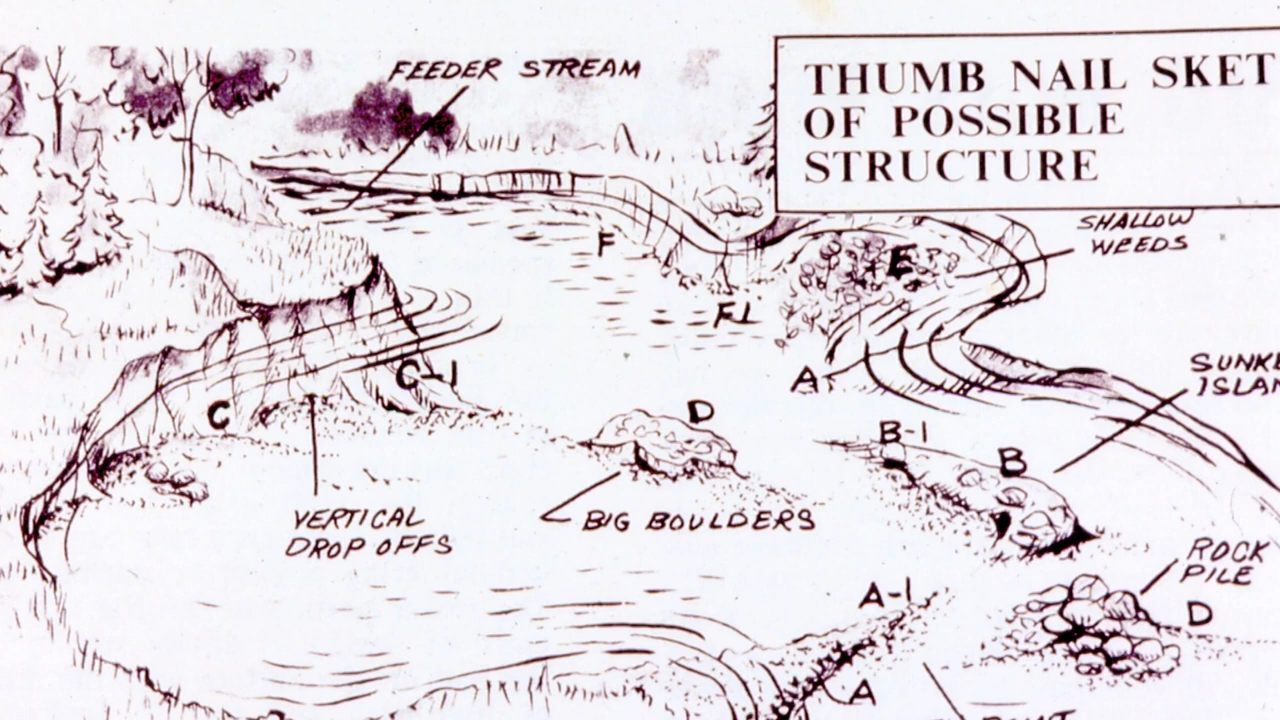 FEEDER STREAM
THUMB NAIL SKET
OF POSSIBLE
STRUCTURE
SHALLOW
WEEDS
F
E
F1
C-1
A
SUNKE
ISLAN
C
D
B-1
B
VERTICAL
DROP OFFS
BIG BOULDERS
ROCK
PILE
A-1
D
A